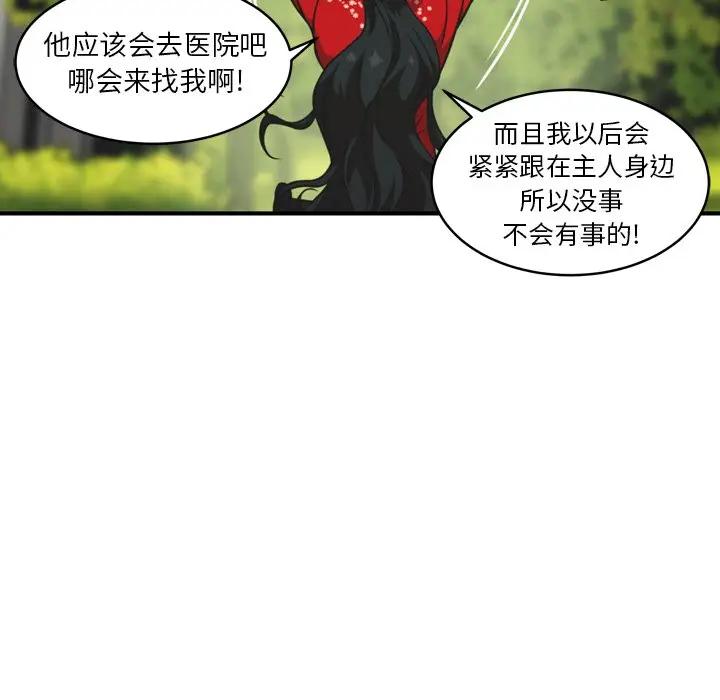 他应该会去医院吧
哪会来找我啊!
而且我以后会
紧紧跟在主人身边
所以没事
不会有事的!